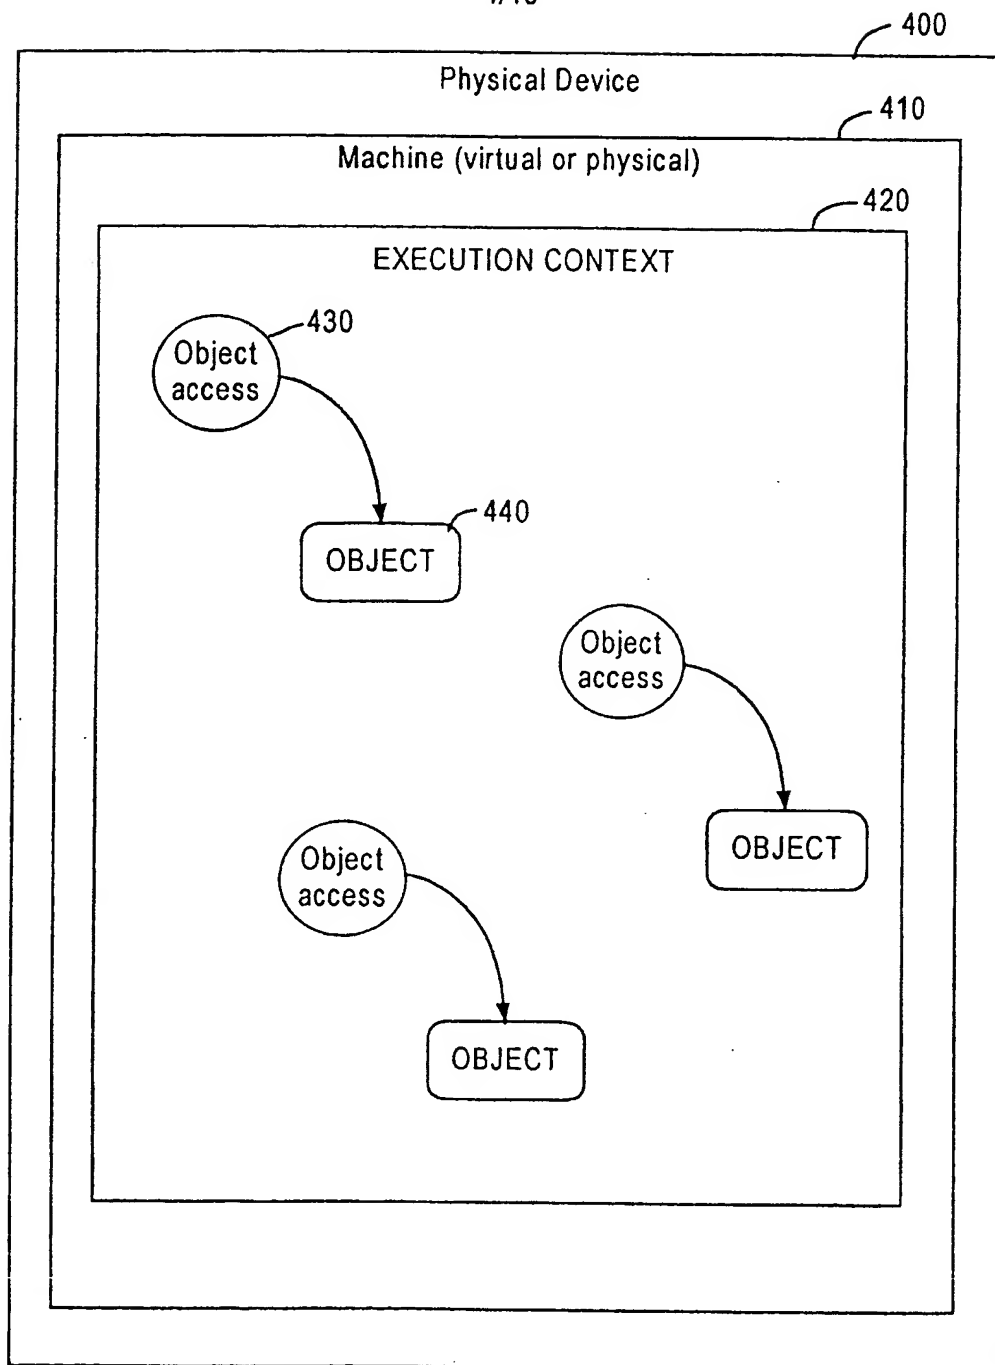 400
Physical Device
410
Machine (virtual or physical)
420
EXECUTION CONTEXT
430
Object
access
440
OBJECT
Object
access
OBJECT
Object
access
OBJECT